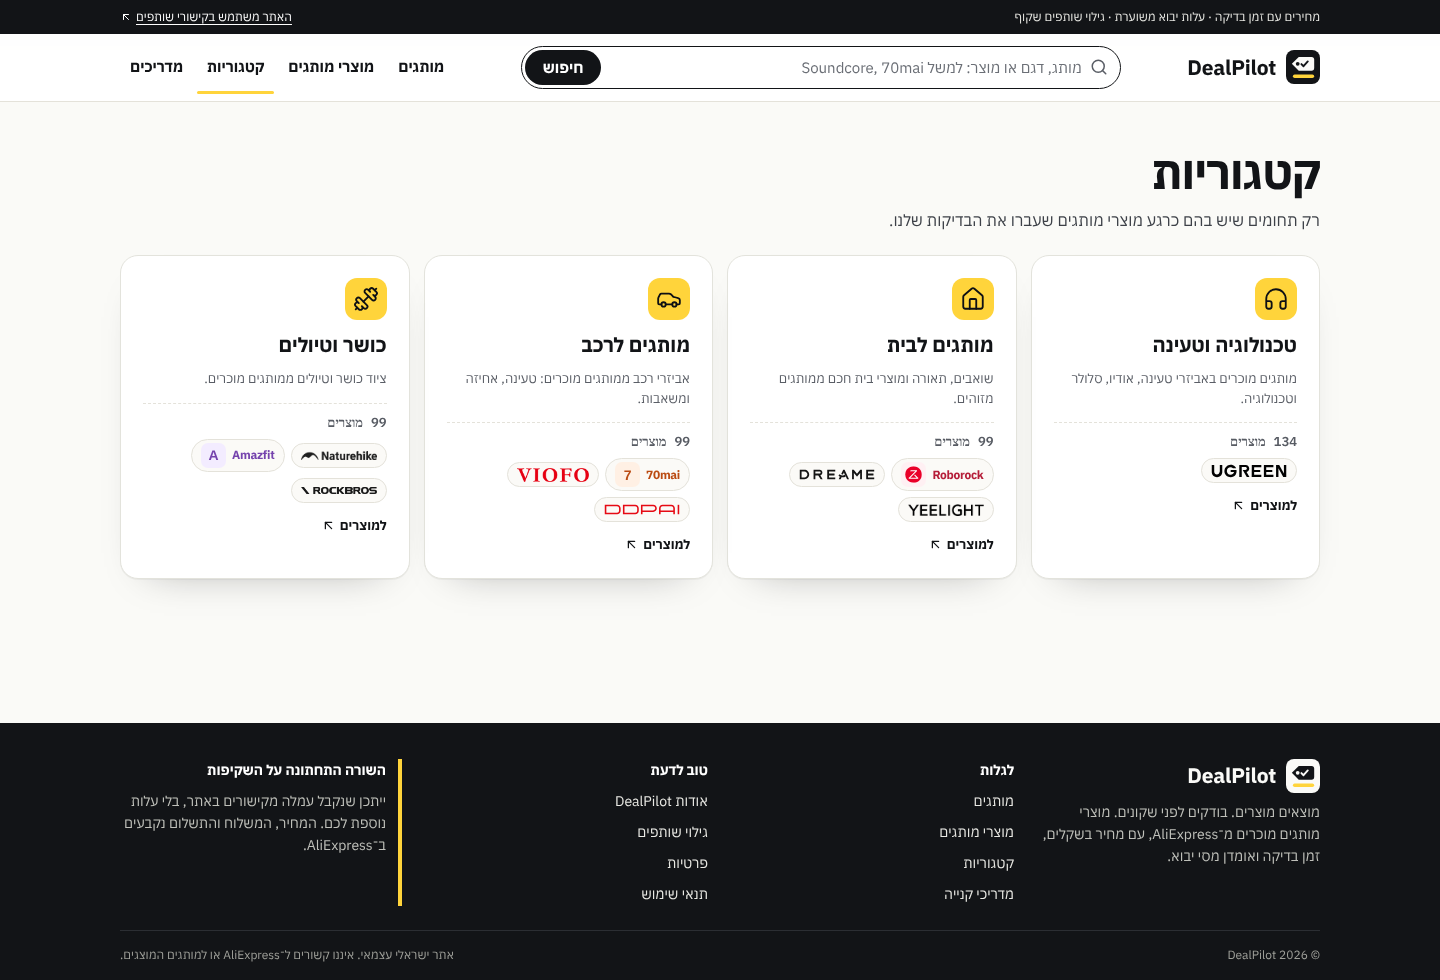 מחירים עם זמן בדיקה · עלות יבוא משוערת · גילוי שותפים שקוף
האתר משתמש בקישורי שותפים
DealPilot
מותג, דגם או מוצר: למשל Soundcore, 70mai
חיפוש
מותגים
מוצרי מותגים
קטגוריות
מדריכים
קטגוריות
רק תחומים שיש בהם כרגע מוצרי מותגים שעברו את הבדיקות שלנו.
טכנולוגיה וטעינה
מותגים מוכרים באביזרי טעינה, אודיו, סלולר
וטכנולוגיה.
134 מוצרים
UGREEN
למוצרים
מותגים לבית
שואבים, תאורה ומוצרי בית חכם ממותגים
מזוהים.
99 מוצרים
Roborock
DREAME
YEELIGHT
למוצרים
מותגים לרכב
אביזרי רכב ממותגים מוכרים: טעינה, אחיזה
ומשאבות.
99 מוצרים
7 70mai
VIOFO
DDPAI
למוצרים
כושר וטיולים
ציוד כושר וטיולים ממותגים מוכרים.
99 מוצרים
Naturehike
A Amazfit
ROCKBROS
למוצרים
DealPilot
מוצאים מוצרים. בודקים לפני שקונים. מוצרי
מותגים מוכרים מ־AliExpress, עם מחיר בשקלים,
זמן בדיקה ואומדן מסי יבוא.
לגלות
מותגים
מוצרי מותגים
קטגוריות
מדריכי קנייה
טוב לדעת
אודות DealPilot
גילוי שותפים
פרטיות
תנאי שימוש
השורה התחתונה על השקיפות
ייתכן שנקבל עמלה מקישורים באתר, בלי עלות
נוספת לכם. המחיר, המשלוח והתשלום נקבעים
ב־AliExpress.
© 2026 DealPilot
אתר ישראלי עצמאי. איננו קשורים ל־AliExpress או למותגים המוצגים.